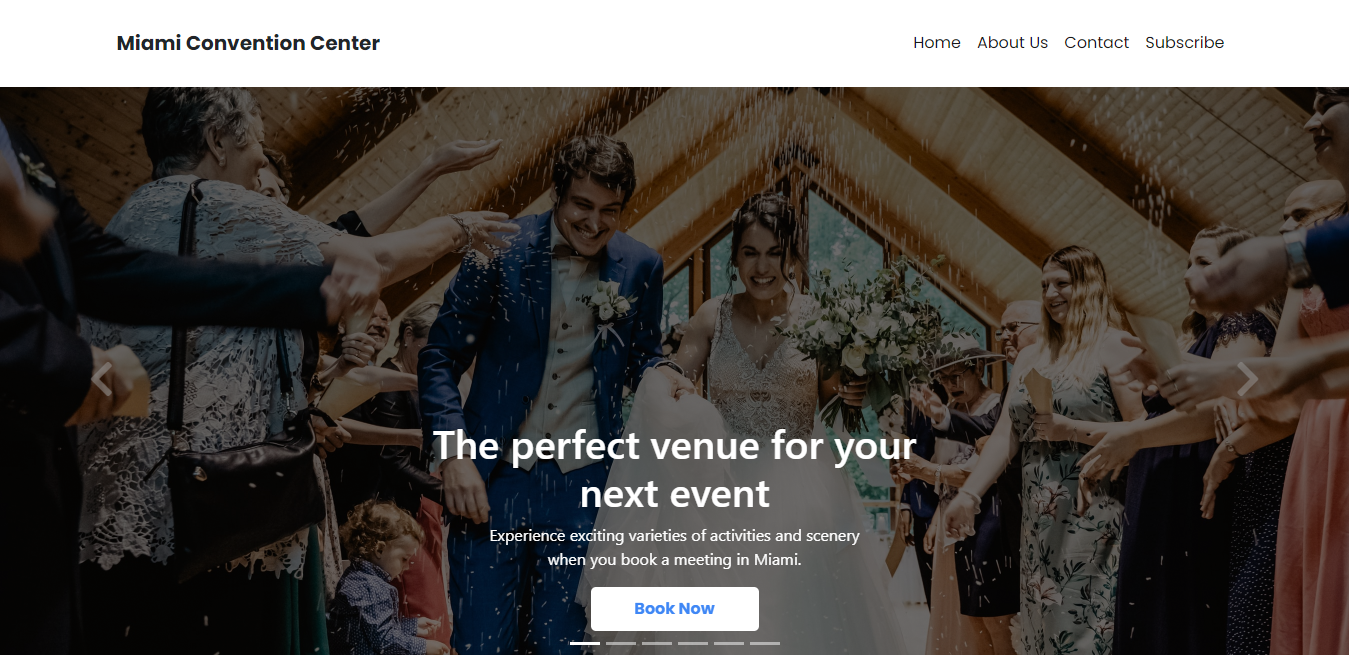 Miami Convention Center
Home About Us Contact Subscribe
The perfect venue for your
next event
Experience exciting varieties of activities and scenery
when you book a meeting in Miami.
Book Now